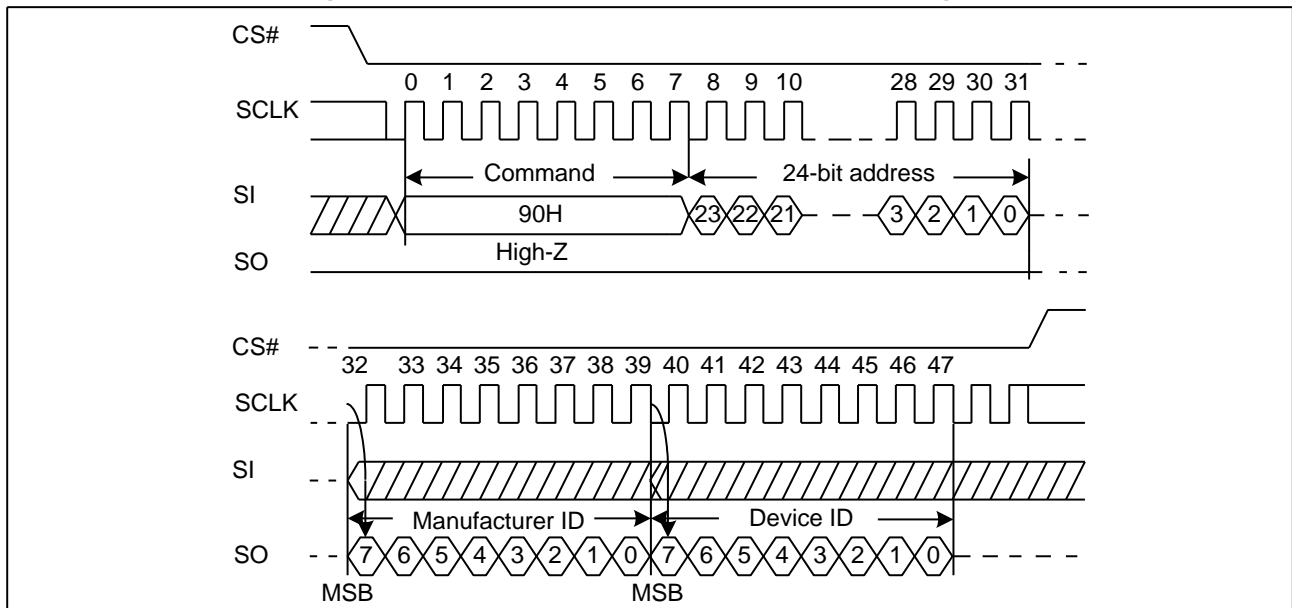 CS#
0 1 2 3 4 5 6 7 8 9 10 28 29 30 31
SCLK
Command 24-bit address
SI
90H 23 22 21 3 2 1 0
High-Z
SO
CS#
32 33 34 35 36 37 38 39 40 41 42 43 44 45 46 47
SCLK
SI
Manufacturer ID Device ID
SO 7 6 5 4 3 2 1 0 7 6 5 4 3 2 1 0
MSB MSB